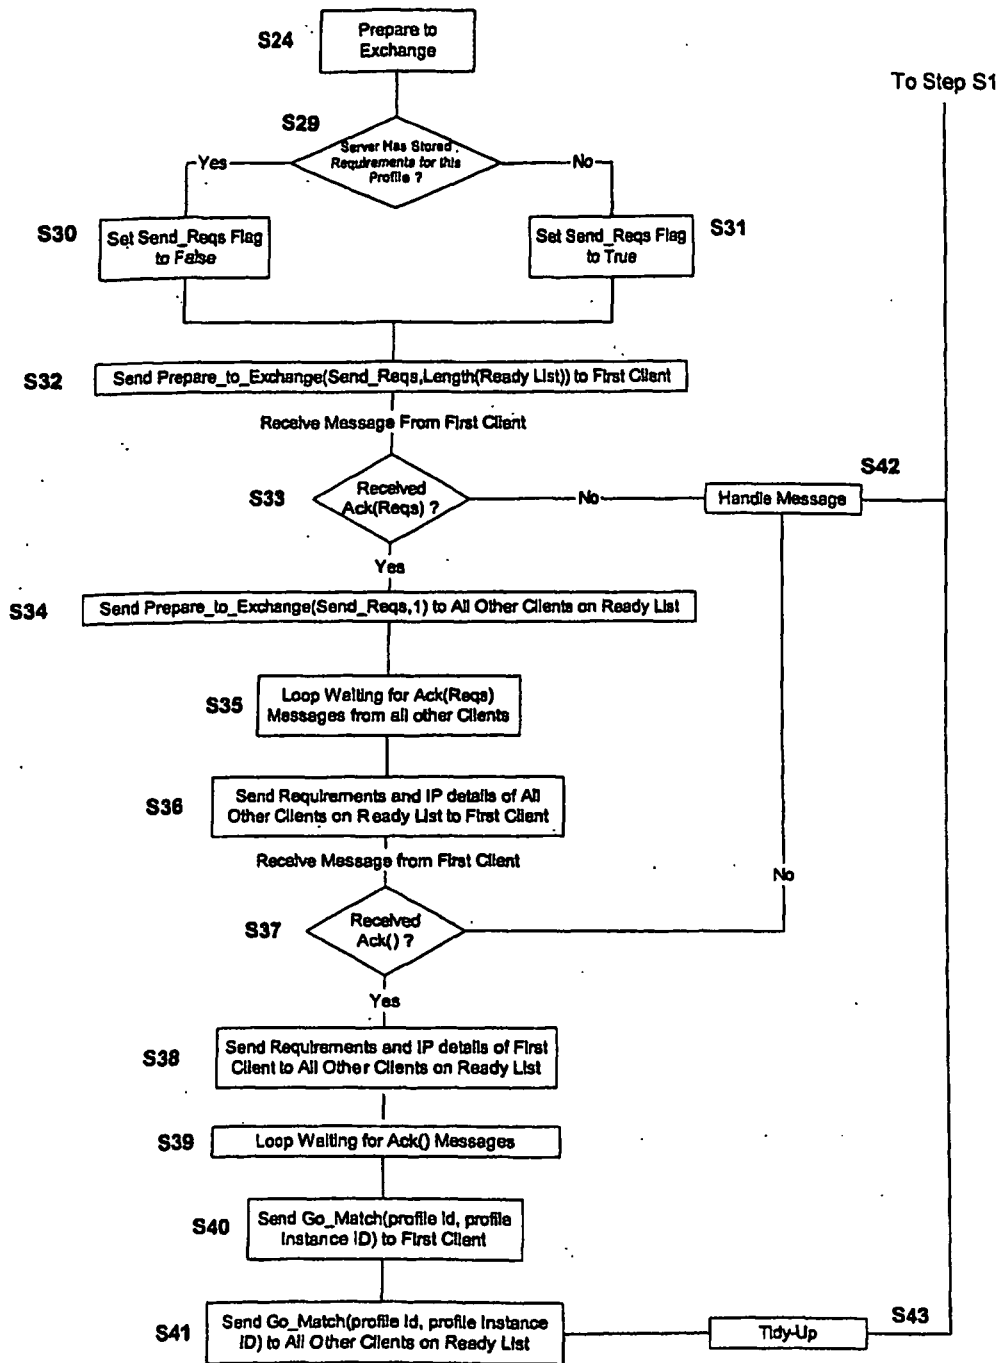 S24
Prepare to
Exchange
To Step S1
S29
Server Has Stored
Requirements for this
Profile ?
Yes
No
S30
Set Send_Reqs Flag
to False
Set Send_Reqs Flag
to True
S31
S32
Send Prepare_to_Exchange(Send_Reqs,Length(Ready List)) to First Client
Receive Message From First Client
S33
Received
Ack(Reqs) ?
No
Handle Message
S42
Yes
S34
Send Prepare_to_Exchange(Send_Reqs,1) to All Other Clients on Ready List
S35
Loop Waiting for Ack(Reqs)
Messages from all other Clients
S36
Send Requirements and IP details of All
Other Clients on Ready List to First Client
Receive Message from First Client
No
S37
Received
Ack() ?
Yes
S38
Send Requirements and IP details of First
Client to All Other Clients on Ready List
S39
Loop Waiting for Ack() Messages
S40
Send Go_Match(profile Id, profile
Instance ID) to First Client
S41
Send Go_Match(profile Id, profile Instance
ID) to All Other Clients on Ready List
Tidy-Up
S43